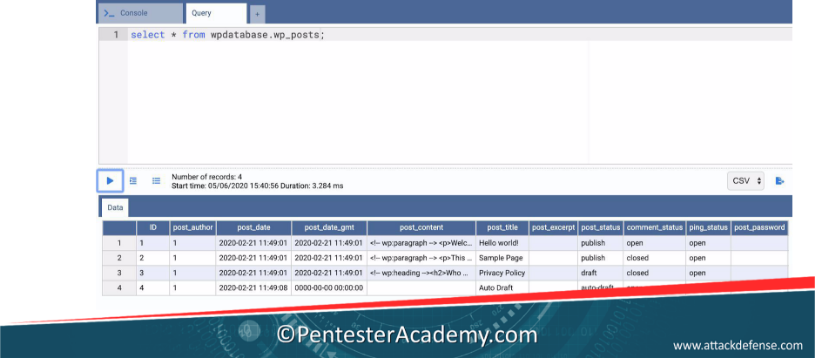 >_ Console Query +
1 select * from wpdatabase.wp_posts;
Number of records: 4
Start time: 05/06/2020 15:40:56 Duration: 3.284 ms
CSV
Data
ID post_author post_date post_date_gmt post_content post_title post_excerpt post_status comment_status ping_status post_password
1 1 1 2020-02-21 11:49:01 2020-02-21 11:49:01 <!-- wp:paragraph --> <p>Welc... Hello world! publish open open
2 2 1 2020-02-21 11:49:01 2020-02-21 11:49:01 <!-- wp:paragraph --> <p>This ... Sample Page publish closed open
3 3 1 2020-02-21 11:49:01 2020-02-21 11:49:01 <!-- wp:heading --><h2>Who ... Privacy Policy draft closed open
4 4 1 2020-02-21 11:49:08 0000-00-00 00:00:00 Auto Draft auto-draft
©PentesterAcademy.com
www.attackdefense.com